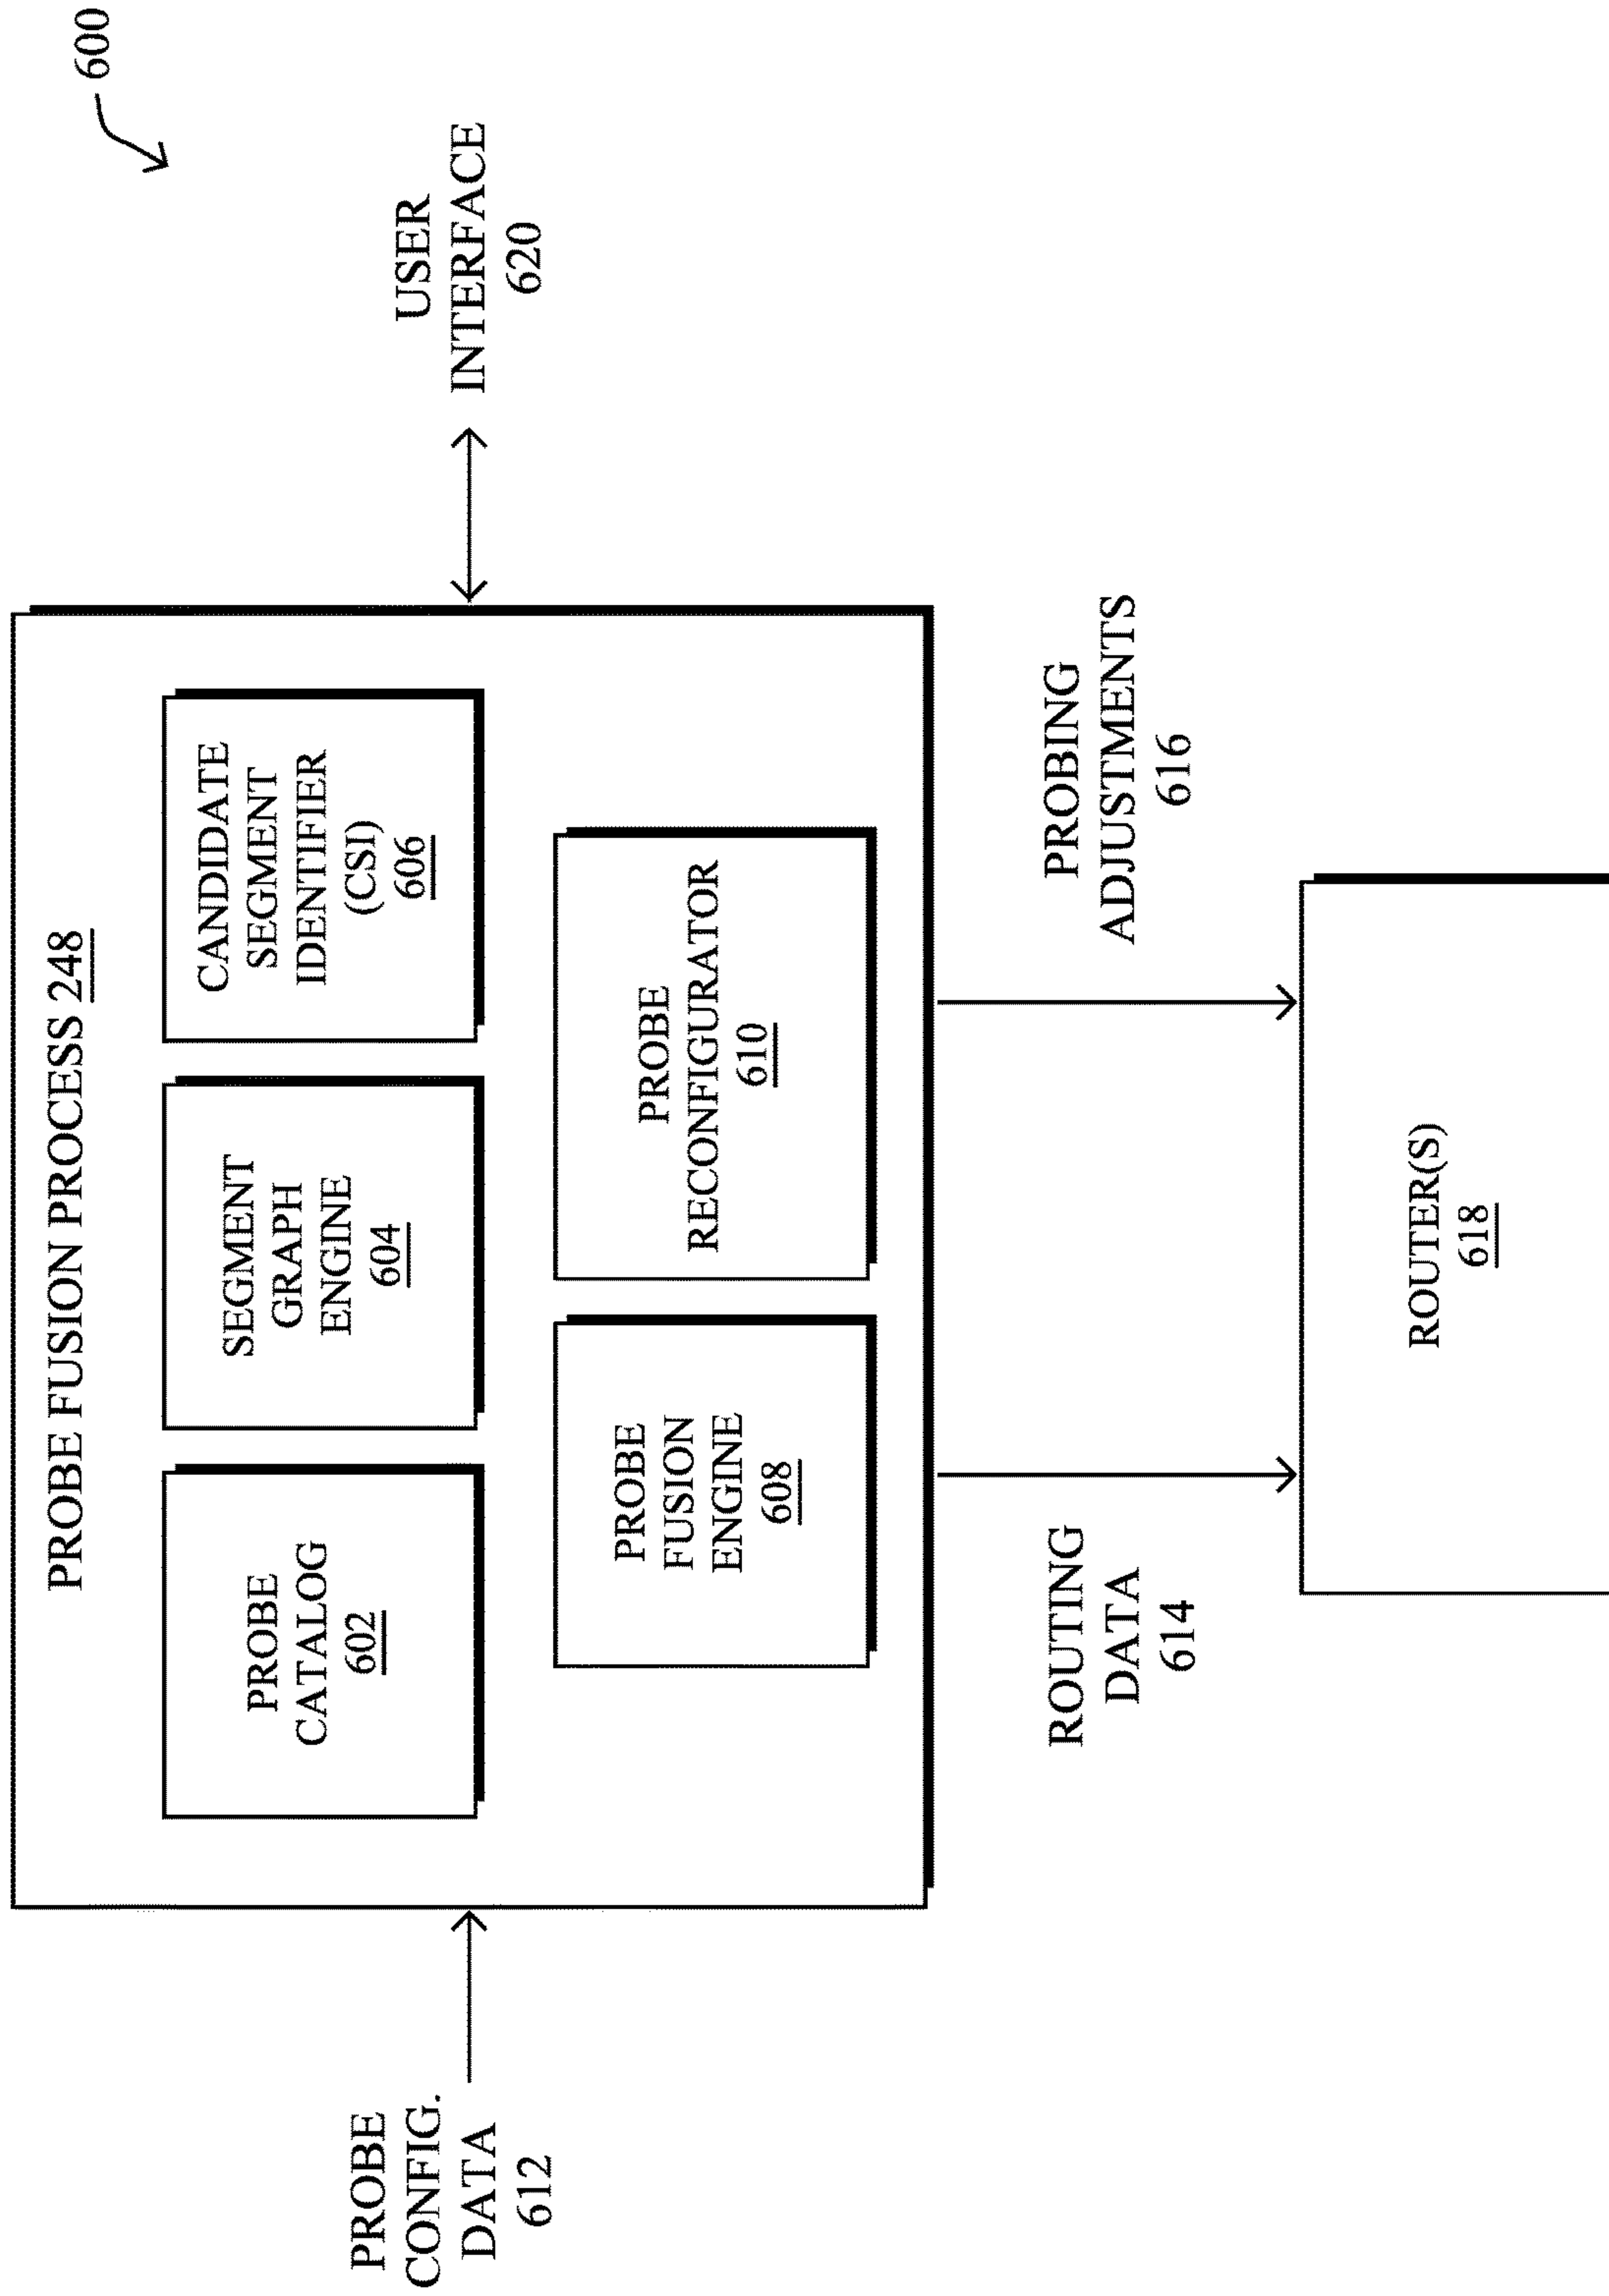 600
PROBE FUSION PROCESS 248
PROBE
CATALOG
602
SEGMENT
GRAPH
ENGINE
604
CANDIDATE
SEGMENT
IDENTIFIER
(CSI)
606
PROBE
FUSION
ENGINE
608
PROBE
RECONFIGURATOR
610
PROBE
CONFIG.
DATA
612
USER
INTERFACE
620
ROUTING
DATA
614
PROBING
ADJUSTMENTS
616
ROUTER(S)
618